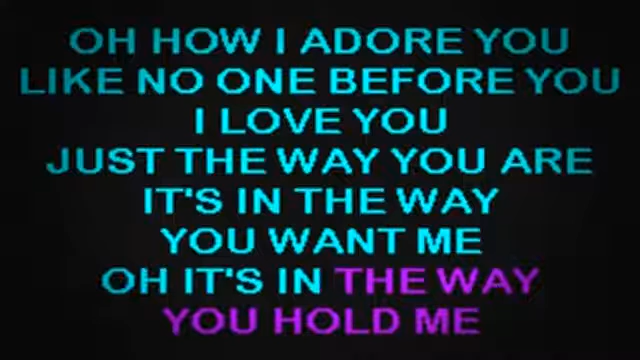 OH HOW I ADORE YOU
LIKE NO ONE BEFORE YOU
I LOVE YOU
JUST THE WAY YOU ARE
IT'S IN THE WAY
YOU WANT ME
OH IT'S IN THE WAY
YOU HOLD ME